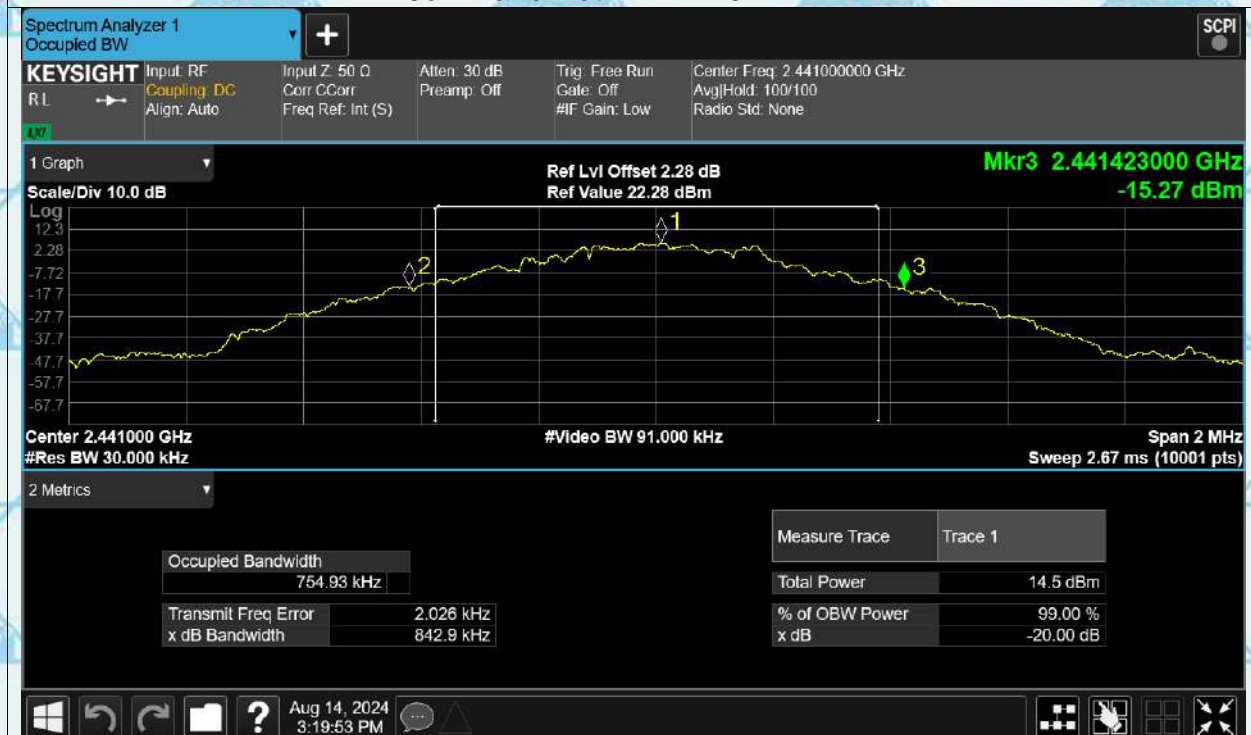 Spectrum Analyzer 1
Occupied BW
+
SCPI
KEYSIGHT
RL
LXI
Input: RF
Coupling: DC
Align: Auto
Input Z: 50 Ω
Corr CCorr
Freq Ref: Int (S)
Atten: 30 dB
Preamp: Off
Trig: Free Run
Gate: Off
#IF Gain: Low
Center Freq: 2.441000000 GHz
Avg|Hold: 100/100
Radio Std: None
1 Graph
Scale/Div 10.0 dB
Ref Lvl Offset 2.28 dB
Ref Value 22.28 dBm
Mkr3 2.441423000 GHz
-15.27 dBm
Log
12.3
2.28
-7.72
-17.7
-27.7
-37.7
-47.7
-57.7
-67.7
1
2
3
Center 2.441000 GHz
#Res BW 30.000 kHz
#Video BW 91.000 kHz
Span 2 MHz
Sweep 2.67 ms (10001 pts)
2 Metrics
Occupied Bandwidth
754.93 kHz
Transmit Freq Error 2.026 kHz
x dB Bandwidth 842.9 kHz
Measure Trace Trace 1
Total Power 14.5 dBm
% of OBW Power 99.00 %
x dB -20.00 dB
?
Aug 14, 2024
3:19:53 PM